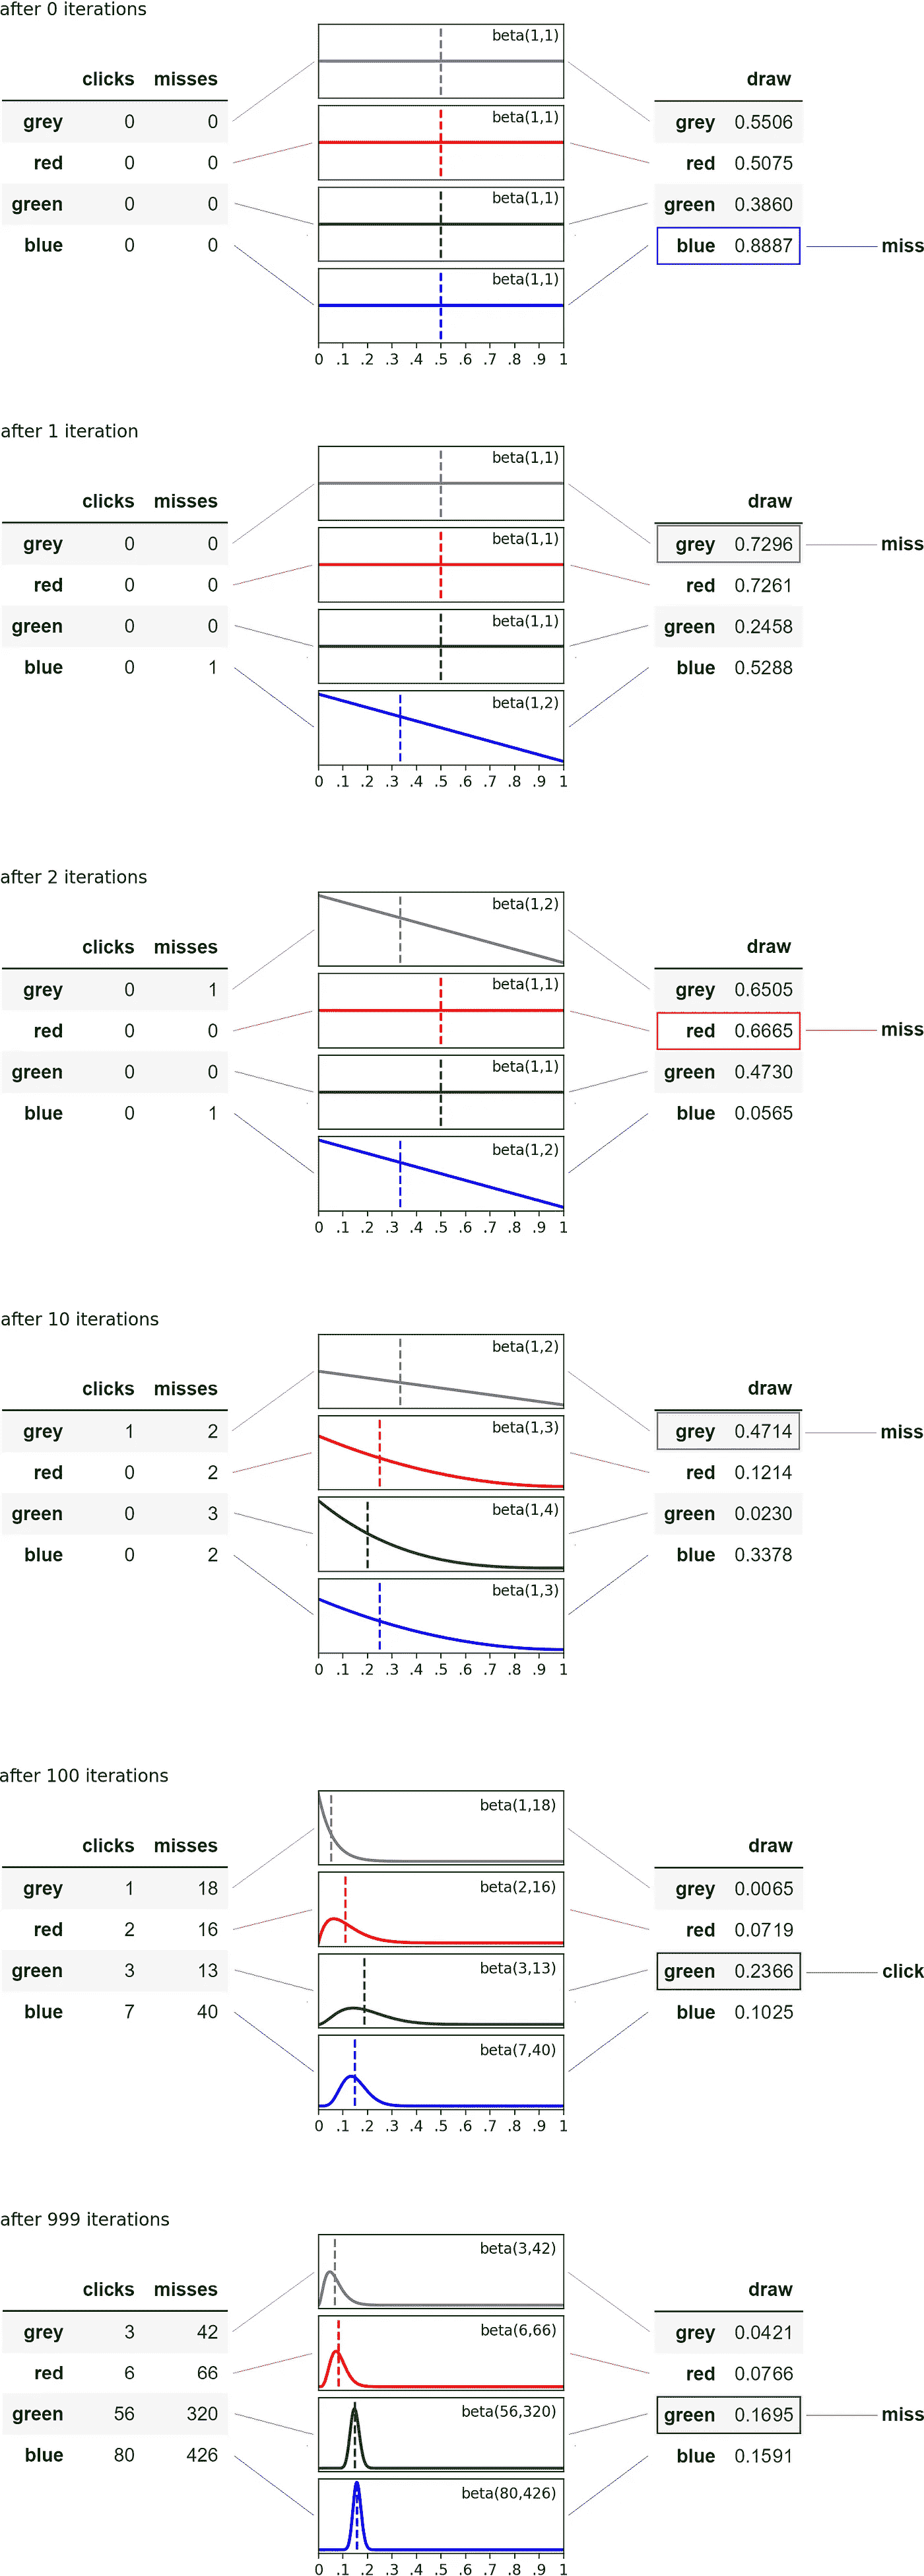 after 0 iterations
beta(1,1)
clicks misses
draw
grey 0 0
grey 0.5506
beta(1,1)
red 0 0
red 0.5075
green 0 0
beta(1,1)
green 0.3860
blue 0 0
blue 0.8887 miss
beta(1,1)
0 .1 .2 .3 .4 .5 .6 .7 .8 .9 1
after 1 iteration
beta(1,1)
clicks misses
draw
grey 0 0
beta(1,1)
grey 0.7296 miss
red 0 0
red 0.7261
green 0 0
beta(1,1)
green 0.2458
blue 0 1
blue 0.5288
beta(1,2)
0 .1 .2 .3 .4 .5 .6 .7 .8 .9 1
after 2 iterations
beta(1,2)
clicks misses
draw
grey 0 1
beta(1,1)
grey 0.6505
red 0 0
red 0.6665 miss
green 0 0
beta(1,1)
green 0.4730
blue 0 1
blue 0.0565
beta(1,2)
0 .1 .2 .3 .4 .5 .6 .7 .8 .9 1
after 10 iterations
beta(1,2)
clicks misses
draw
grey 1 2
beta(1,3)
grey 0.4714 miss
red 0 2
red 0.1214
green 0 3
beta(1,4)
green 0.0230
blue 0 2
blue 0.3378
beta(1,3)
0 .1 .2 .3 .4 .5 .6 .7 .8 .9 1
after 100 iterations
beta(1,18)
clicks misses
draw
grey 1 18
beta(2,16)
grey 0.0065
red 2 16
red 0.0719
green 3 13
beta(3,13)
green 0.2366 click
blue 7 40
blue 0.1025
beta(7,40)
0 .1 .2 .3 .4 .5 .6 .7 .8 .9 1
after 999 iterations
beta(3,42)
clicks misses
draw
grey 3 42
beta(6,66)
grey 0.0421
red 6 66
red 0.0766
green 56 320
beta(56,320)
green 0.1695 miss
blue 80 426
blue 0.1591
beta(80,426)
0 .1 .2 .3 .4 .5 .6 .7 .8 .9 1